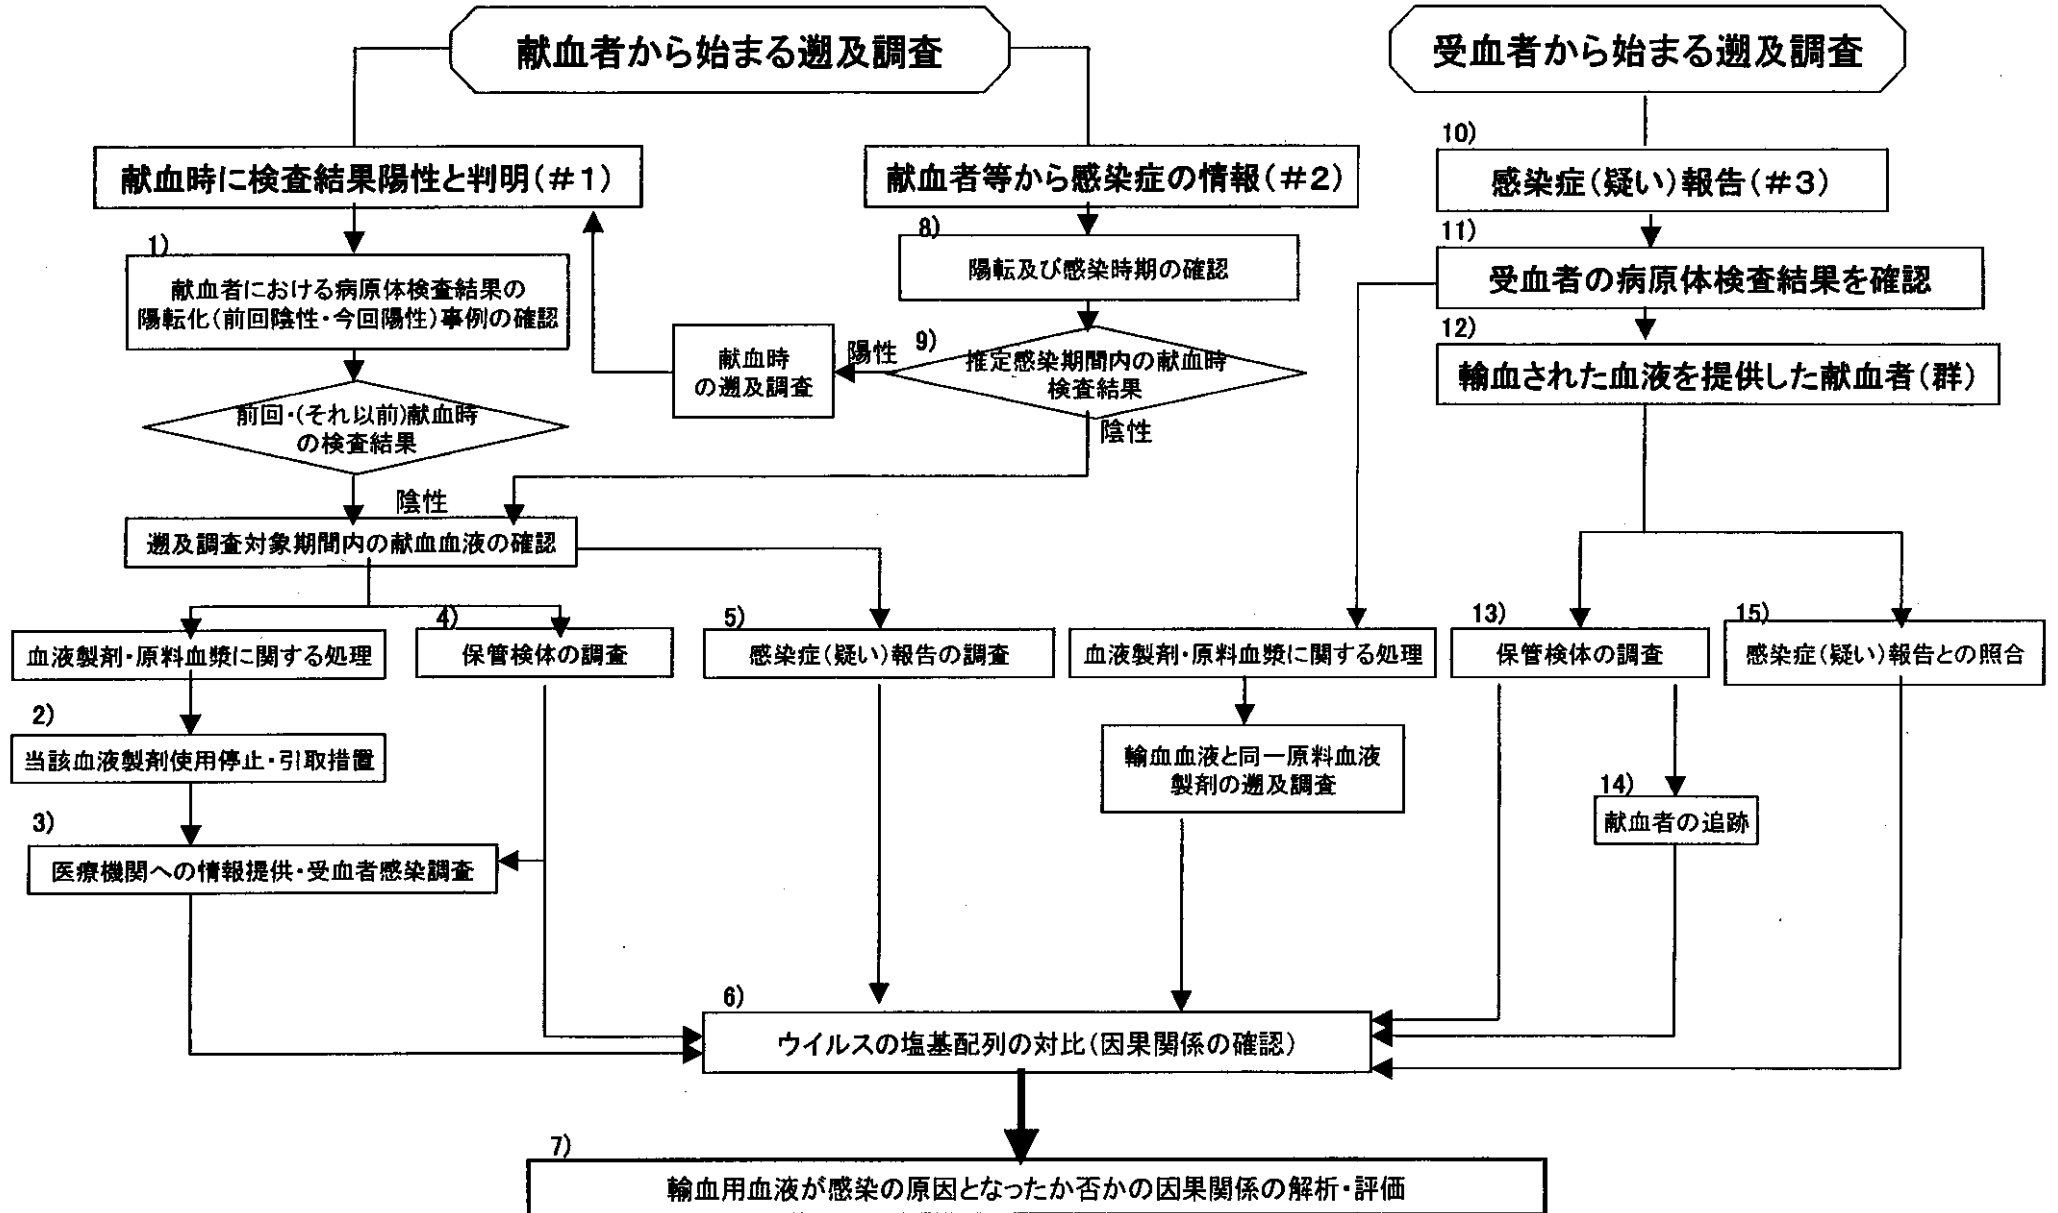 献血者から始まる遡及調査
受血者から始まる遡及調査
献血時に検査結果陽性と判明(#1)
献血者等から感染症の情報(#2)
10)
感染症(疑い)報告(#3)
1)
献血者における病原体検査結果の
陽転化(前回陰性・今回陽性)事例の確認
8)
陽転及び感染時期の確認
11)
受血者の病原体検査結果を確認
献血時
の遡及調査
陽性
9)
推定感染期間内の献血時
検査結果
陰性
12)
輸血された血液を提供した献血者(群)
前回・(それ以前)献血時
の検査結果
陰性
遡及調査対象期間内の献血血液の確認
血液製剤・原料血漿に関する処理
4)
保管検体の調査
5)
感染症(疑い)報告の調査
血液製剤・原料血漿に関する処理
13)
保管検体の調査
15)
感染症(疑い)報告との照合
2)
当該血液製剤使用停止・引取措置
輸血血液と同一原料血液
製剤の遡及調査
14)
献血者の追跡
3)
医療機関への情報提供・受血者感染調査
6)
ウイルスの塩基配列の対比(因果関係の確認)
7)
輸血用血液が感染の原因となったか否かの因果関係の解析・評価